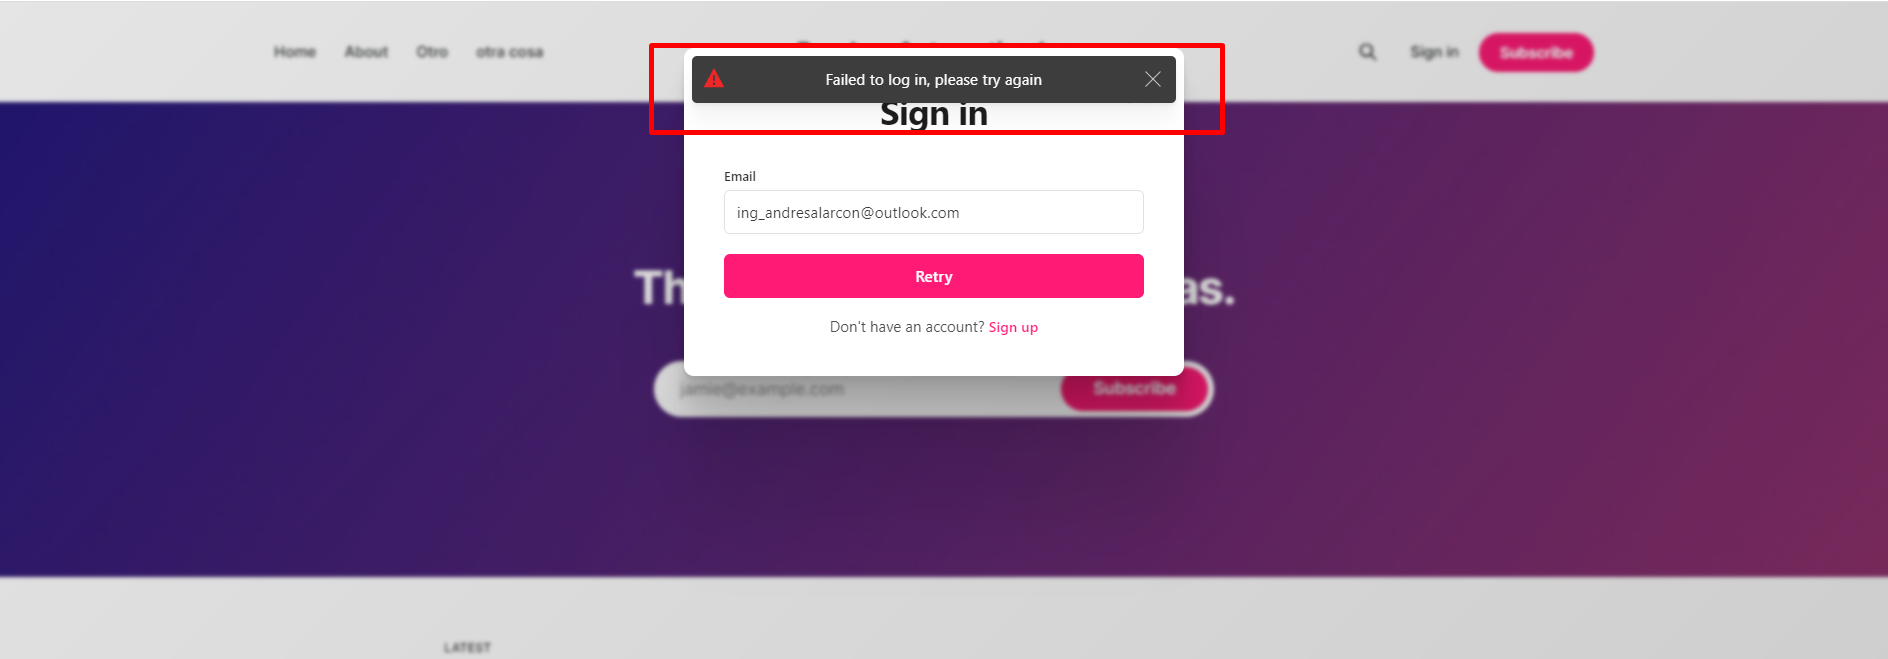 Home About Otro otra cosa
Sign in Subscribe
Failed to log in, please try again
Sign in
Email
ing_andresalarcon@outlook.com
Retry
Don't have an account? Sign up
Th as.
jamie@example.com Subscribe
LATEST